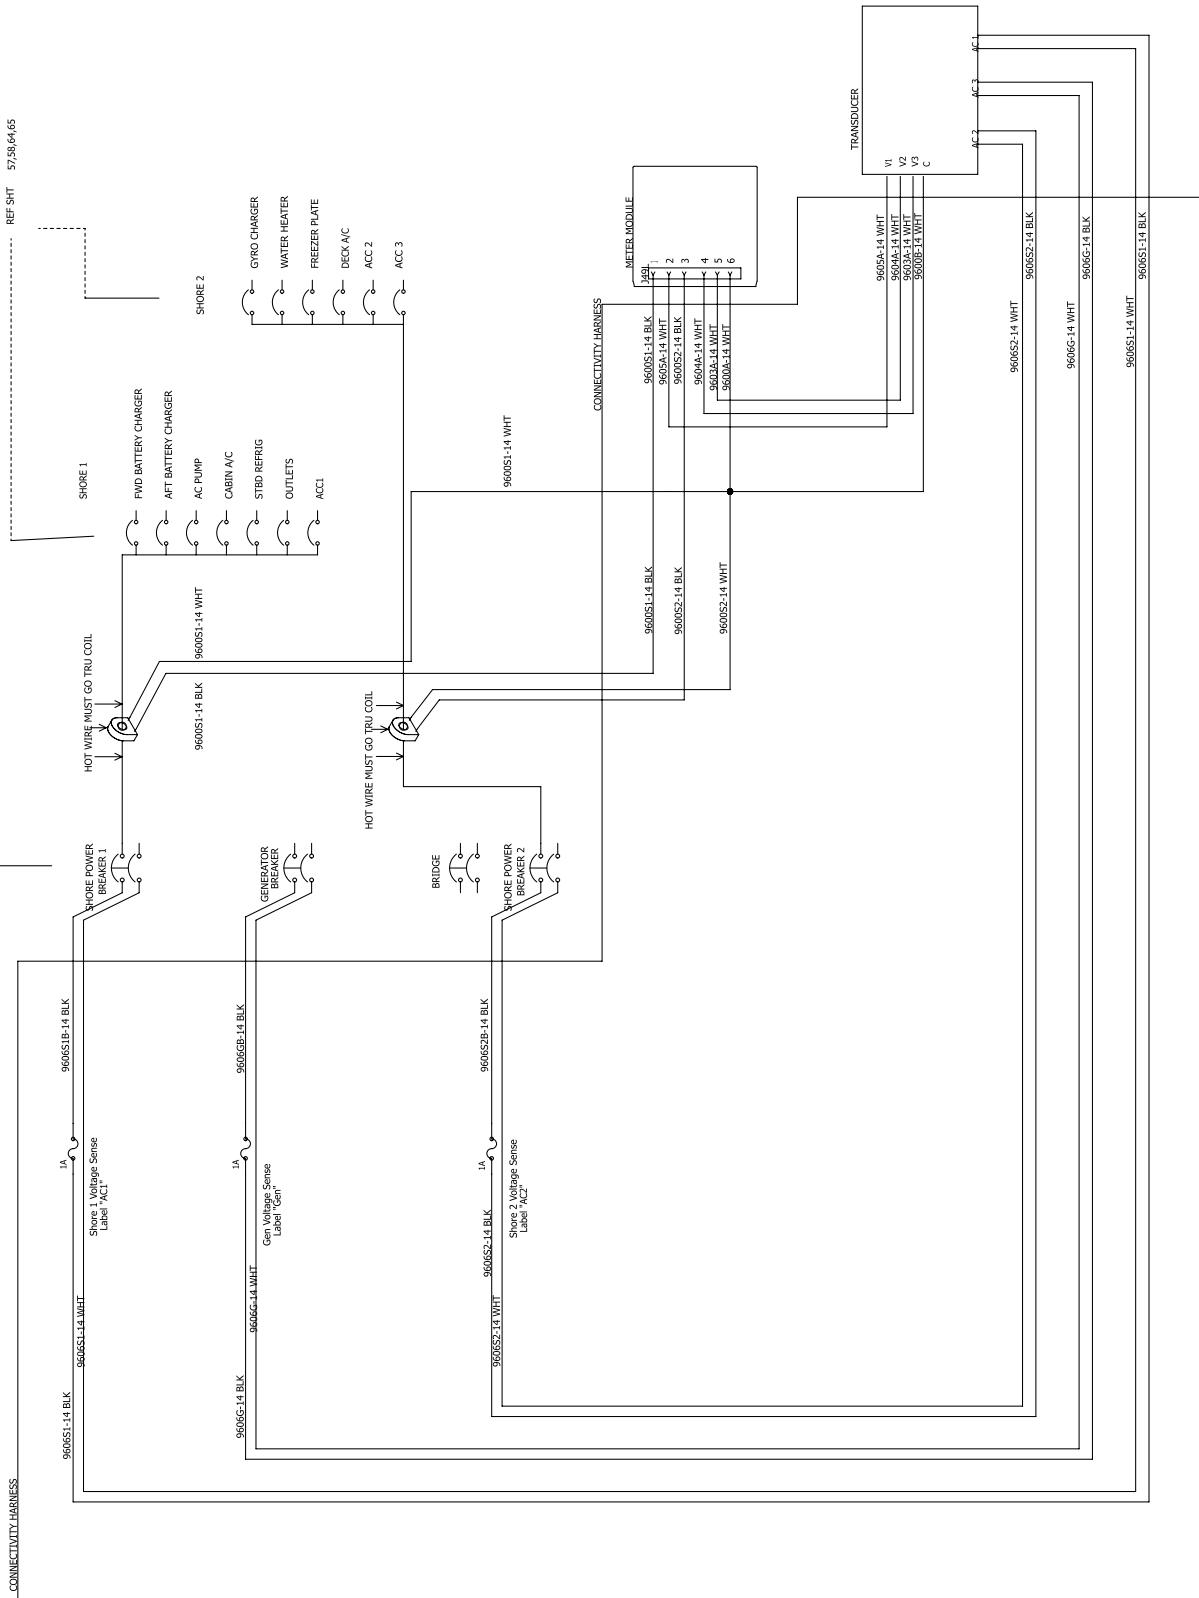 REF SHT 57,58,64,65
SHORE 1
FWD BATTERY CHARGER
AFT BATTERY CHARGER
AC PUMP
CABIN A/C
STBD REFRIG
OUTLETS
ACC1
SHORE 2
GYRO CHARGER
WATER HEATER
FREEZER PLATE
DECK A/C
ACC 2
ACC 3
HOT WIRE MUST GO TRU COIL
9600S1-14 WHT
9600S1-14 BLK
HOT WIRE MUST GO TRU COIL
9600S1-14 WHT
SHORE POWER
BREAKER 1
GENERATOR
BREAKER
BRIDGE
SHORE POWER
BREAKER 2
9606S1B-14 BLK
9606GB-14 BLK
9606S2B-14 BLK
1A
Shore 1 Voltage Sense
Label "AC1"
1A
Gen Voltage Sense
Label "Gen"
1A
Shore 2 Voltage Sense
Label "AC2"
9606S1-14 BLK
9606S1-14 WHT
9606G-14 BLK
9606G-14 WHT
9606S2-14 BLK
9606S2-14 WHT
CONNECTIVITY HARNESS
CONNECTIVITY HARNESS
METER MODULE
J49L
1
2
3
4
5
6
9600S1-14 BLK
9605A-14 WHT
9600S2-14 BLK
9604A-14 WHT
9603A-14 WHT
9600A-14 WHT
9600S1-14 BLK
9600S2-14 BLK
9600S2-14 WHT
TRANSDUCER
V1
V2
V3
C
AC 2
AC 3
AC 1
9605A-14 WHT
9604A-14 WHT
9603A-14 WHT
9600B-14 WHT
9606S2-14 WHT
9606S2-14 BLK
9606G-14 WHT
9606G-14 BLK
9606S1-14 WHT
9606S1-14 BLK